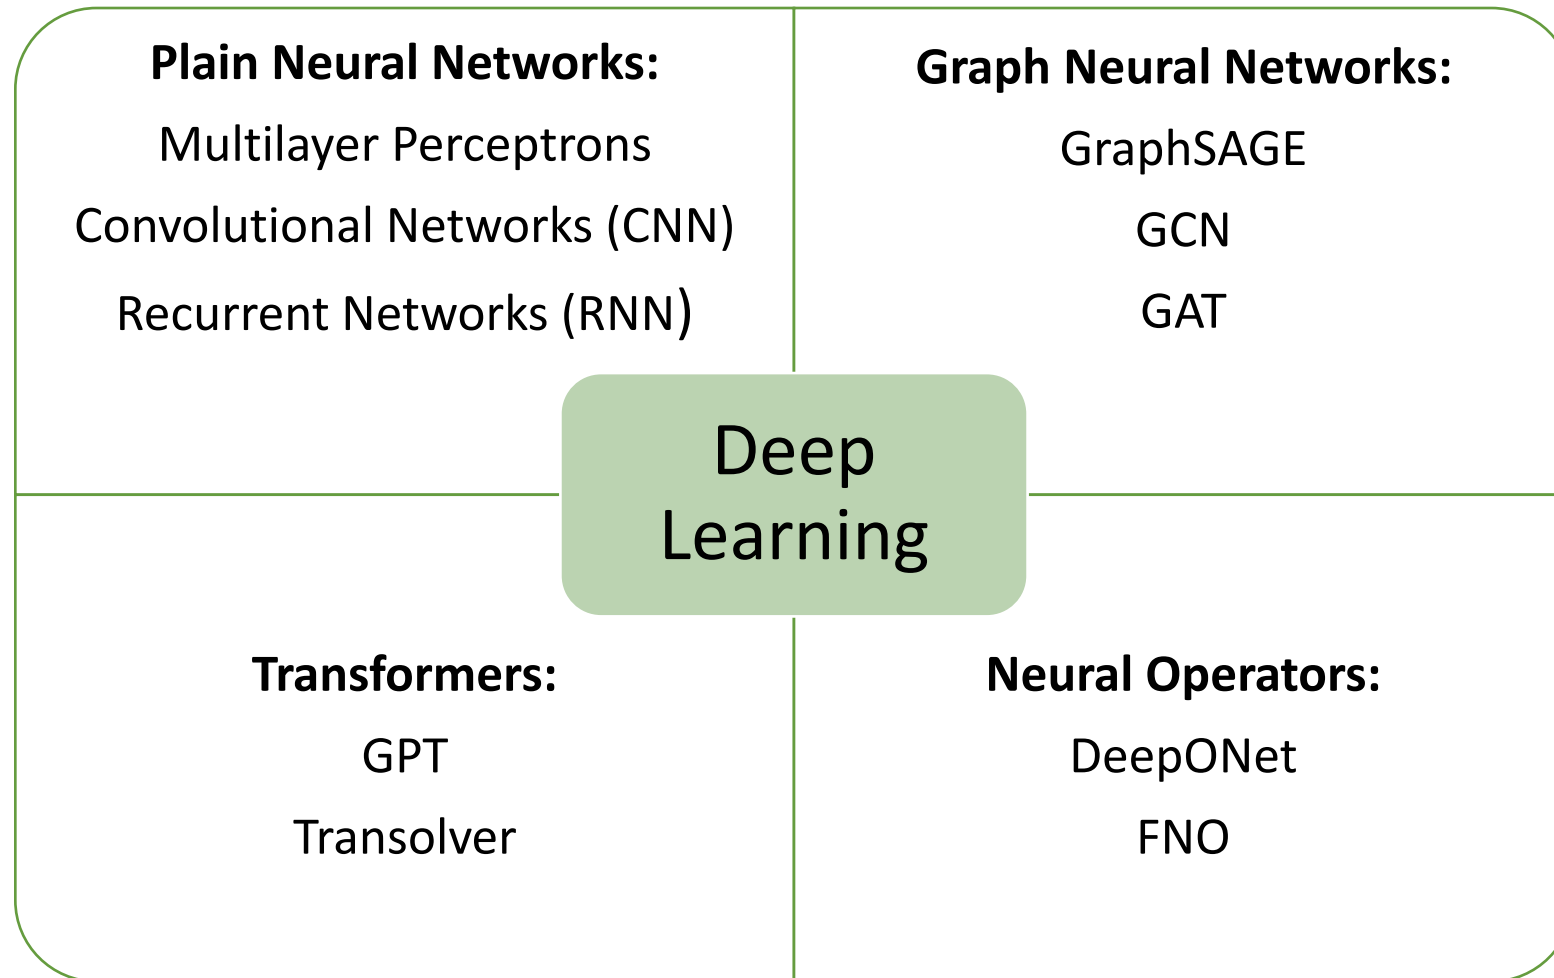 Plain Neural Networks:
Multilayer Perceptrons
Convolutional Networks (CNN)
Recurrent Networks (RNN)
Graph Neural Networks:
GraphSAGE
GCN
GAT
Deep
Learning
Transformers:
GPT
Transolver
Neural Operators:
DeepONet
FNO